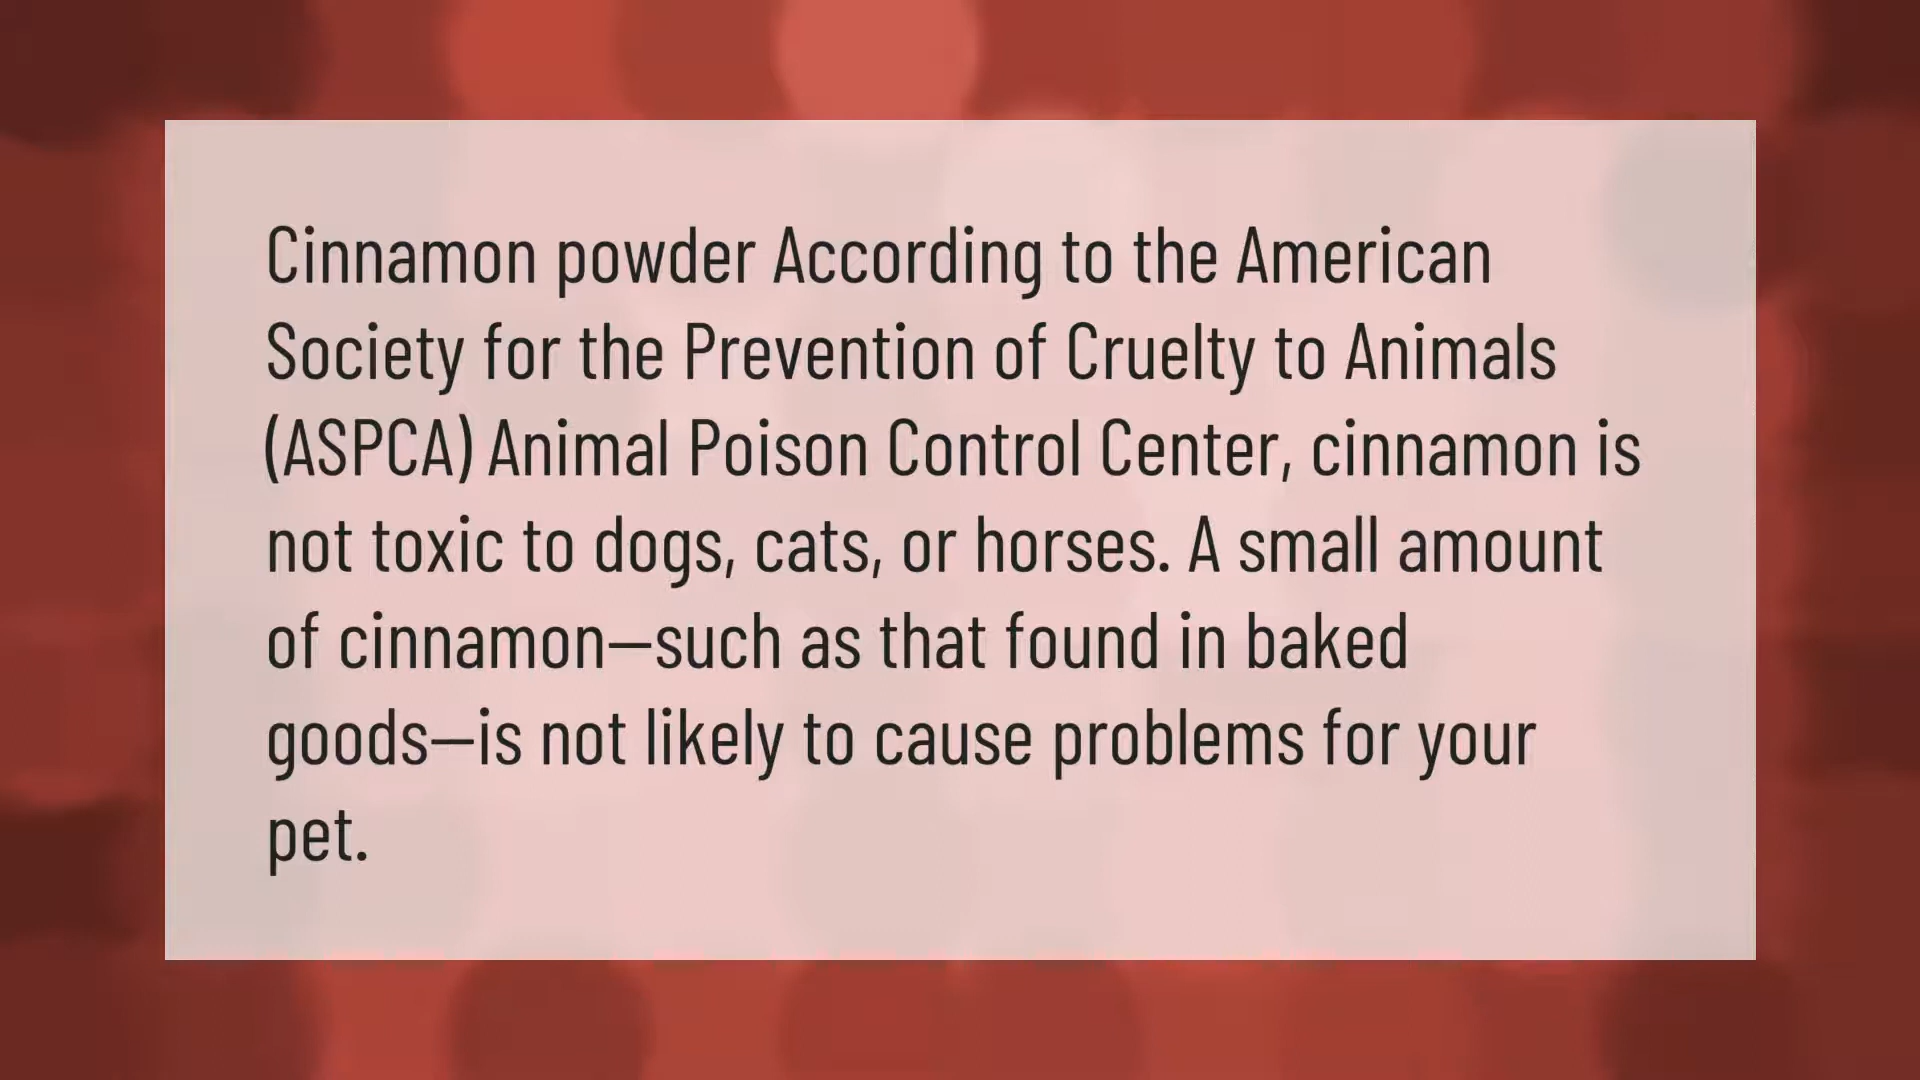 Cinnamon powder According to the American
Society for the Prevention of Cruelty to Animals
(ASPCA) Animal Poison Control Center, cinnamon is
not toxic to dogs, cats, or horses. A small amount
of cinnamon—such as that found in baked
goods—is not likely to cause problems for your
pet.